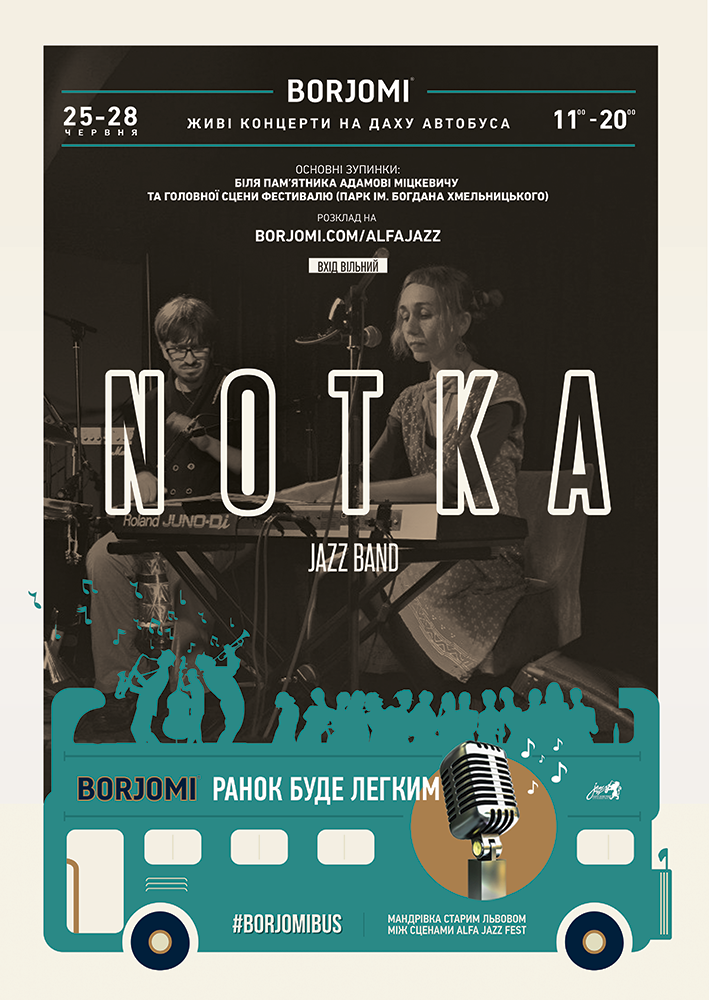 BORJOMI®
25-28
ЧЕРВНЯ
ЖИВІ КОНЦЕРТИ НА ДАХУ АВТОБУСА
11⁰⁰ - 20⁰⁰
ОСНОВНІ ЗУПИНКИ:
БІЛЯ ПАМ'ЯТНИКА АДАМОВІ МІЦКЕВИЧУ
ТА ГОЛОВНОЇ СЦЕНИ ФЕСТИВАЛЮ (ПАРК ІМ. БОГДАНА ХМЕЛЬНИЦЬКОГО)
РОЗКЛАД НА
BORJOMI.COM/ALFAJAZZ
ВХІД ВІЛЬНИЙ
NOTKA
Roland JUNO-Di
JAZZ BAND
BORJOMI РАНОК БУДЕ ЛЕГКИМ
#BORJOMIBUS
МАНДРІВКА СТАРИМ ЛЬВОВОМ
МІЖ СЦЕНАМИ ALFA JAZZ FEST